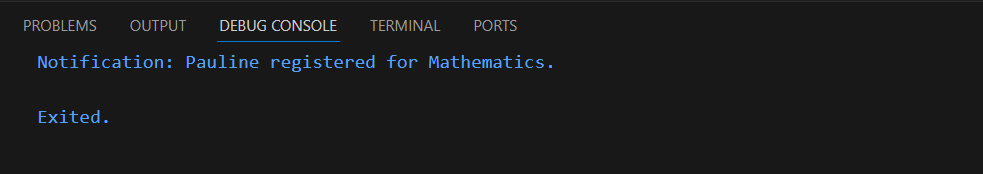 PROBLEMS OUTPUT DEBUG CONSOLE TERMINAL PORTS
Notification: Pauline registered for Mathematics.
Exited.